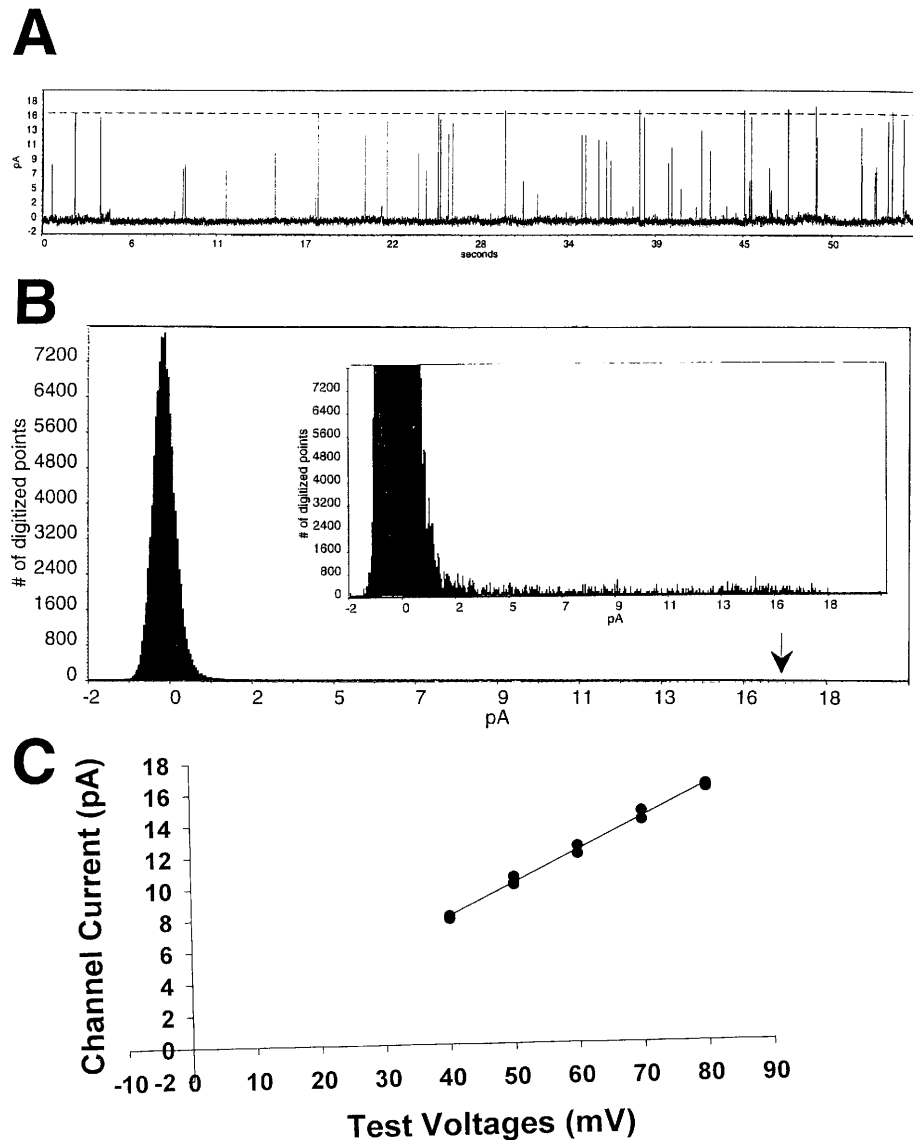 A
18
16
13
11
9
7
5
2
0
-2
pA
0 6 11 17 22 28 34 39 45 50
seconds
B
7200
6400
5600
4800
4000
3200
2400
1600
800
0
# of digitized points
-2 0 2 5 7 9 11 13 16 18
pA
7200
6400
5600
4800
4000
3200
2400
1600
800
0
# of digitized points
-2 0 2 5 7 9 11 13 16 18
pA
C
Channel Current (pA)
18
16
14
12
10
8
6
4
2
0
-2
-10 0 10 20 30 40 50 60 70 80 90
Test Voltages (mV)